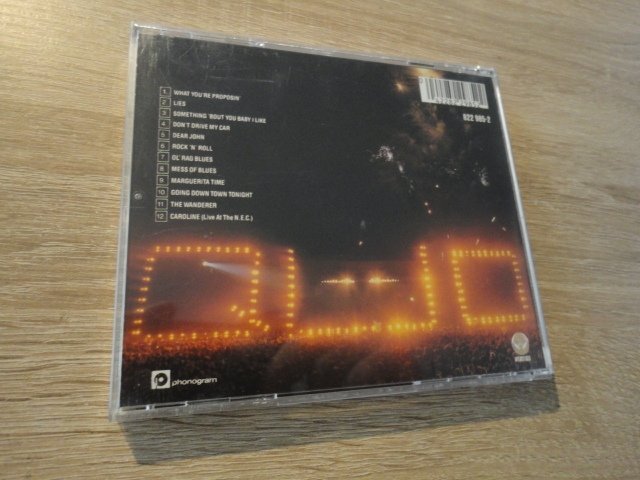 1 WHAT YOU'RE PROPOSIN'
2 LIES
3 SOMETHING 'BOUT YOU BABY I LIKE
4 DON'T DRIVE MY CAR
5 DEAR JOHN
6 ROCK 'N' ROLL
7 OL' RAG BLUES
8 MESS OF BLUES
9 MARGUERITA TIME
10 GOING DOWN TOWN TONIGHT
11 THE WANDERER
12 CAROLINE (Live At The N.E.C.)
822 985-2
QUO
phonogram